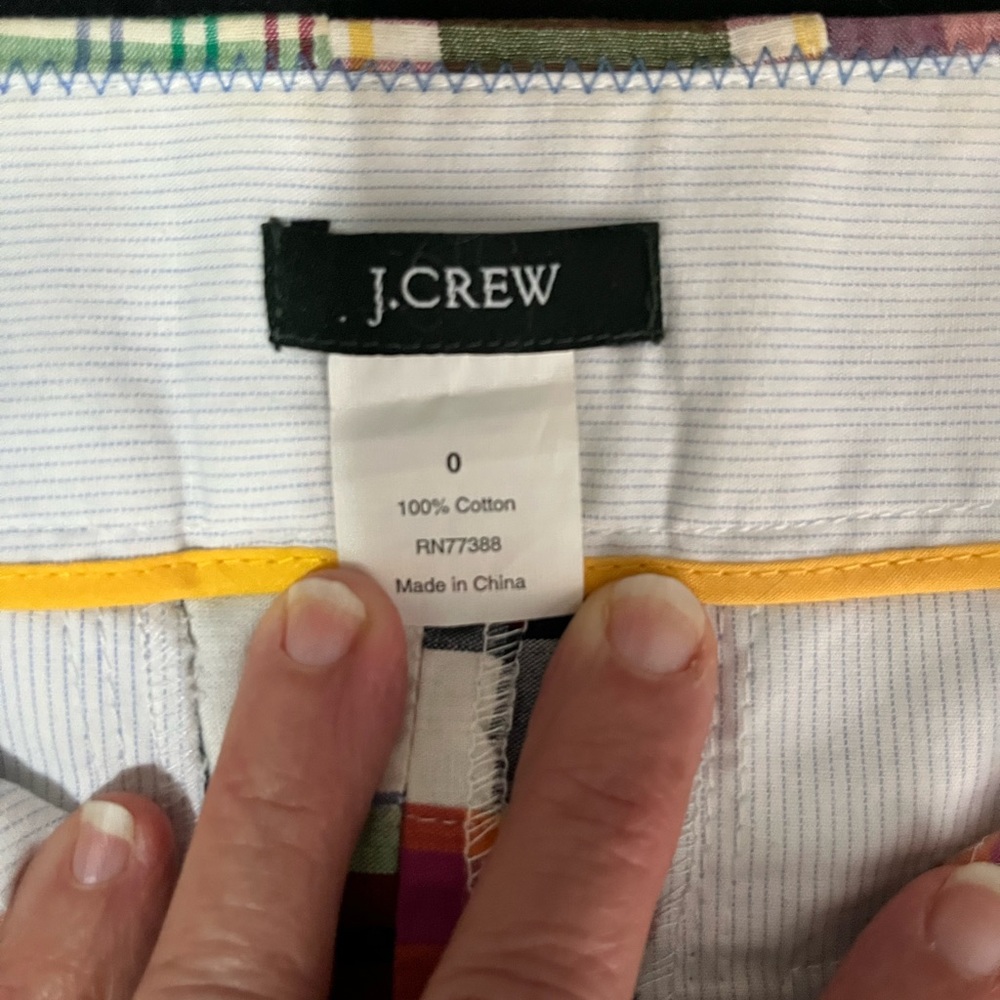 J.CREW
0
100% Cotton
RN77388
Made in China